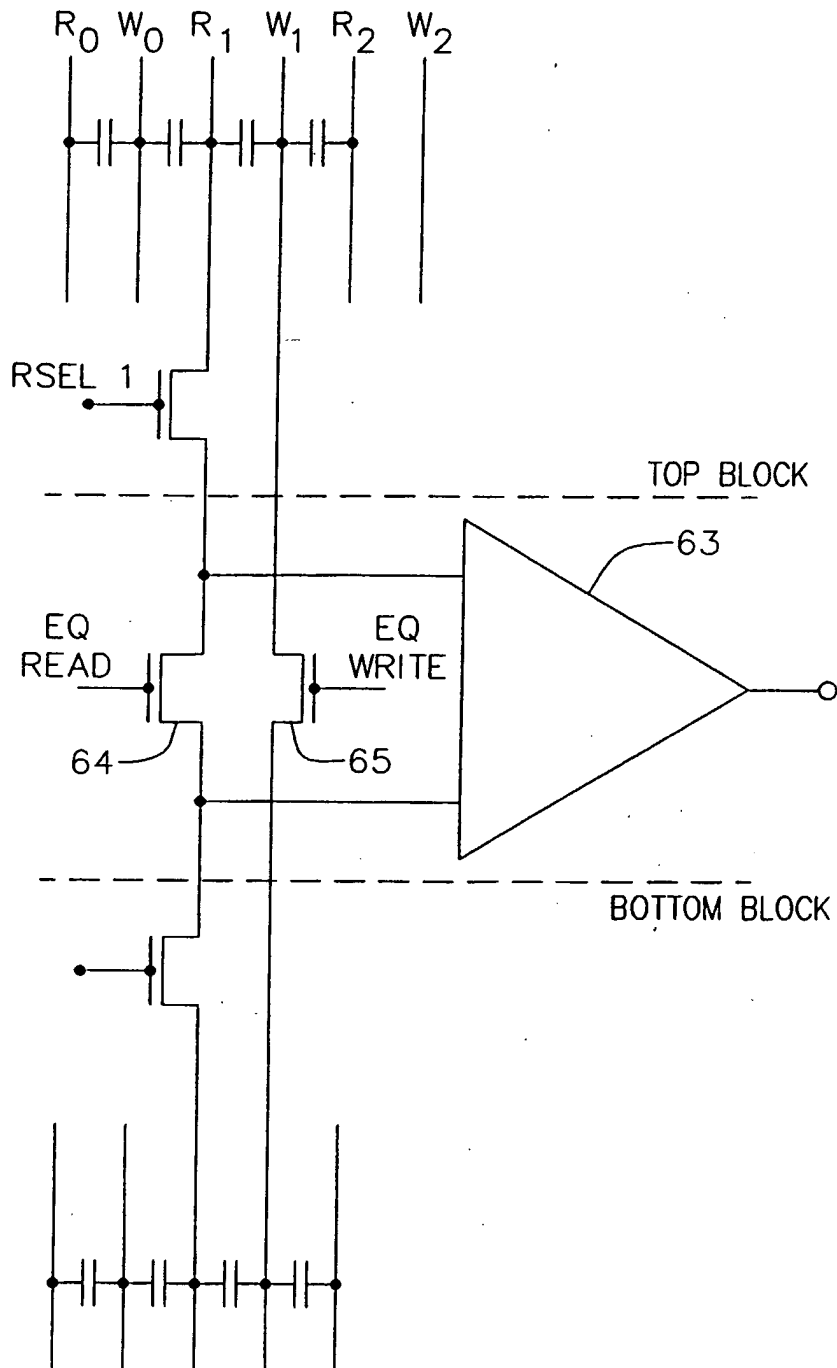 R0 W0 R1 W1 R2 W2
RSEL 1
TOP BLOCK
63
EQ
READ
EQ
WRITE
64
65
BOTTOM BLOCK